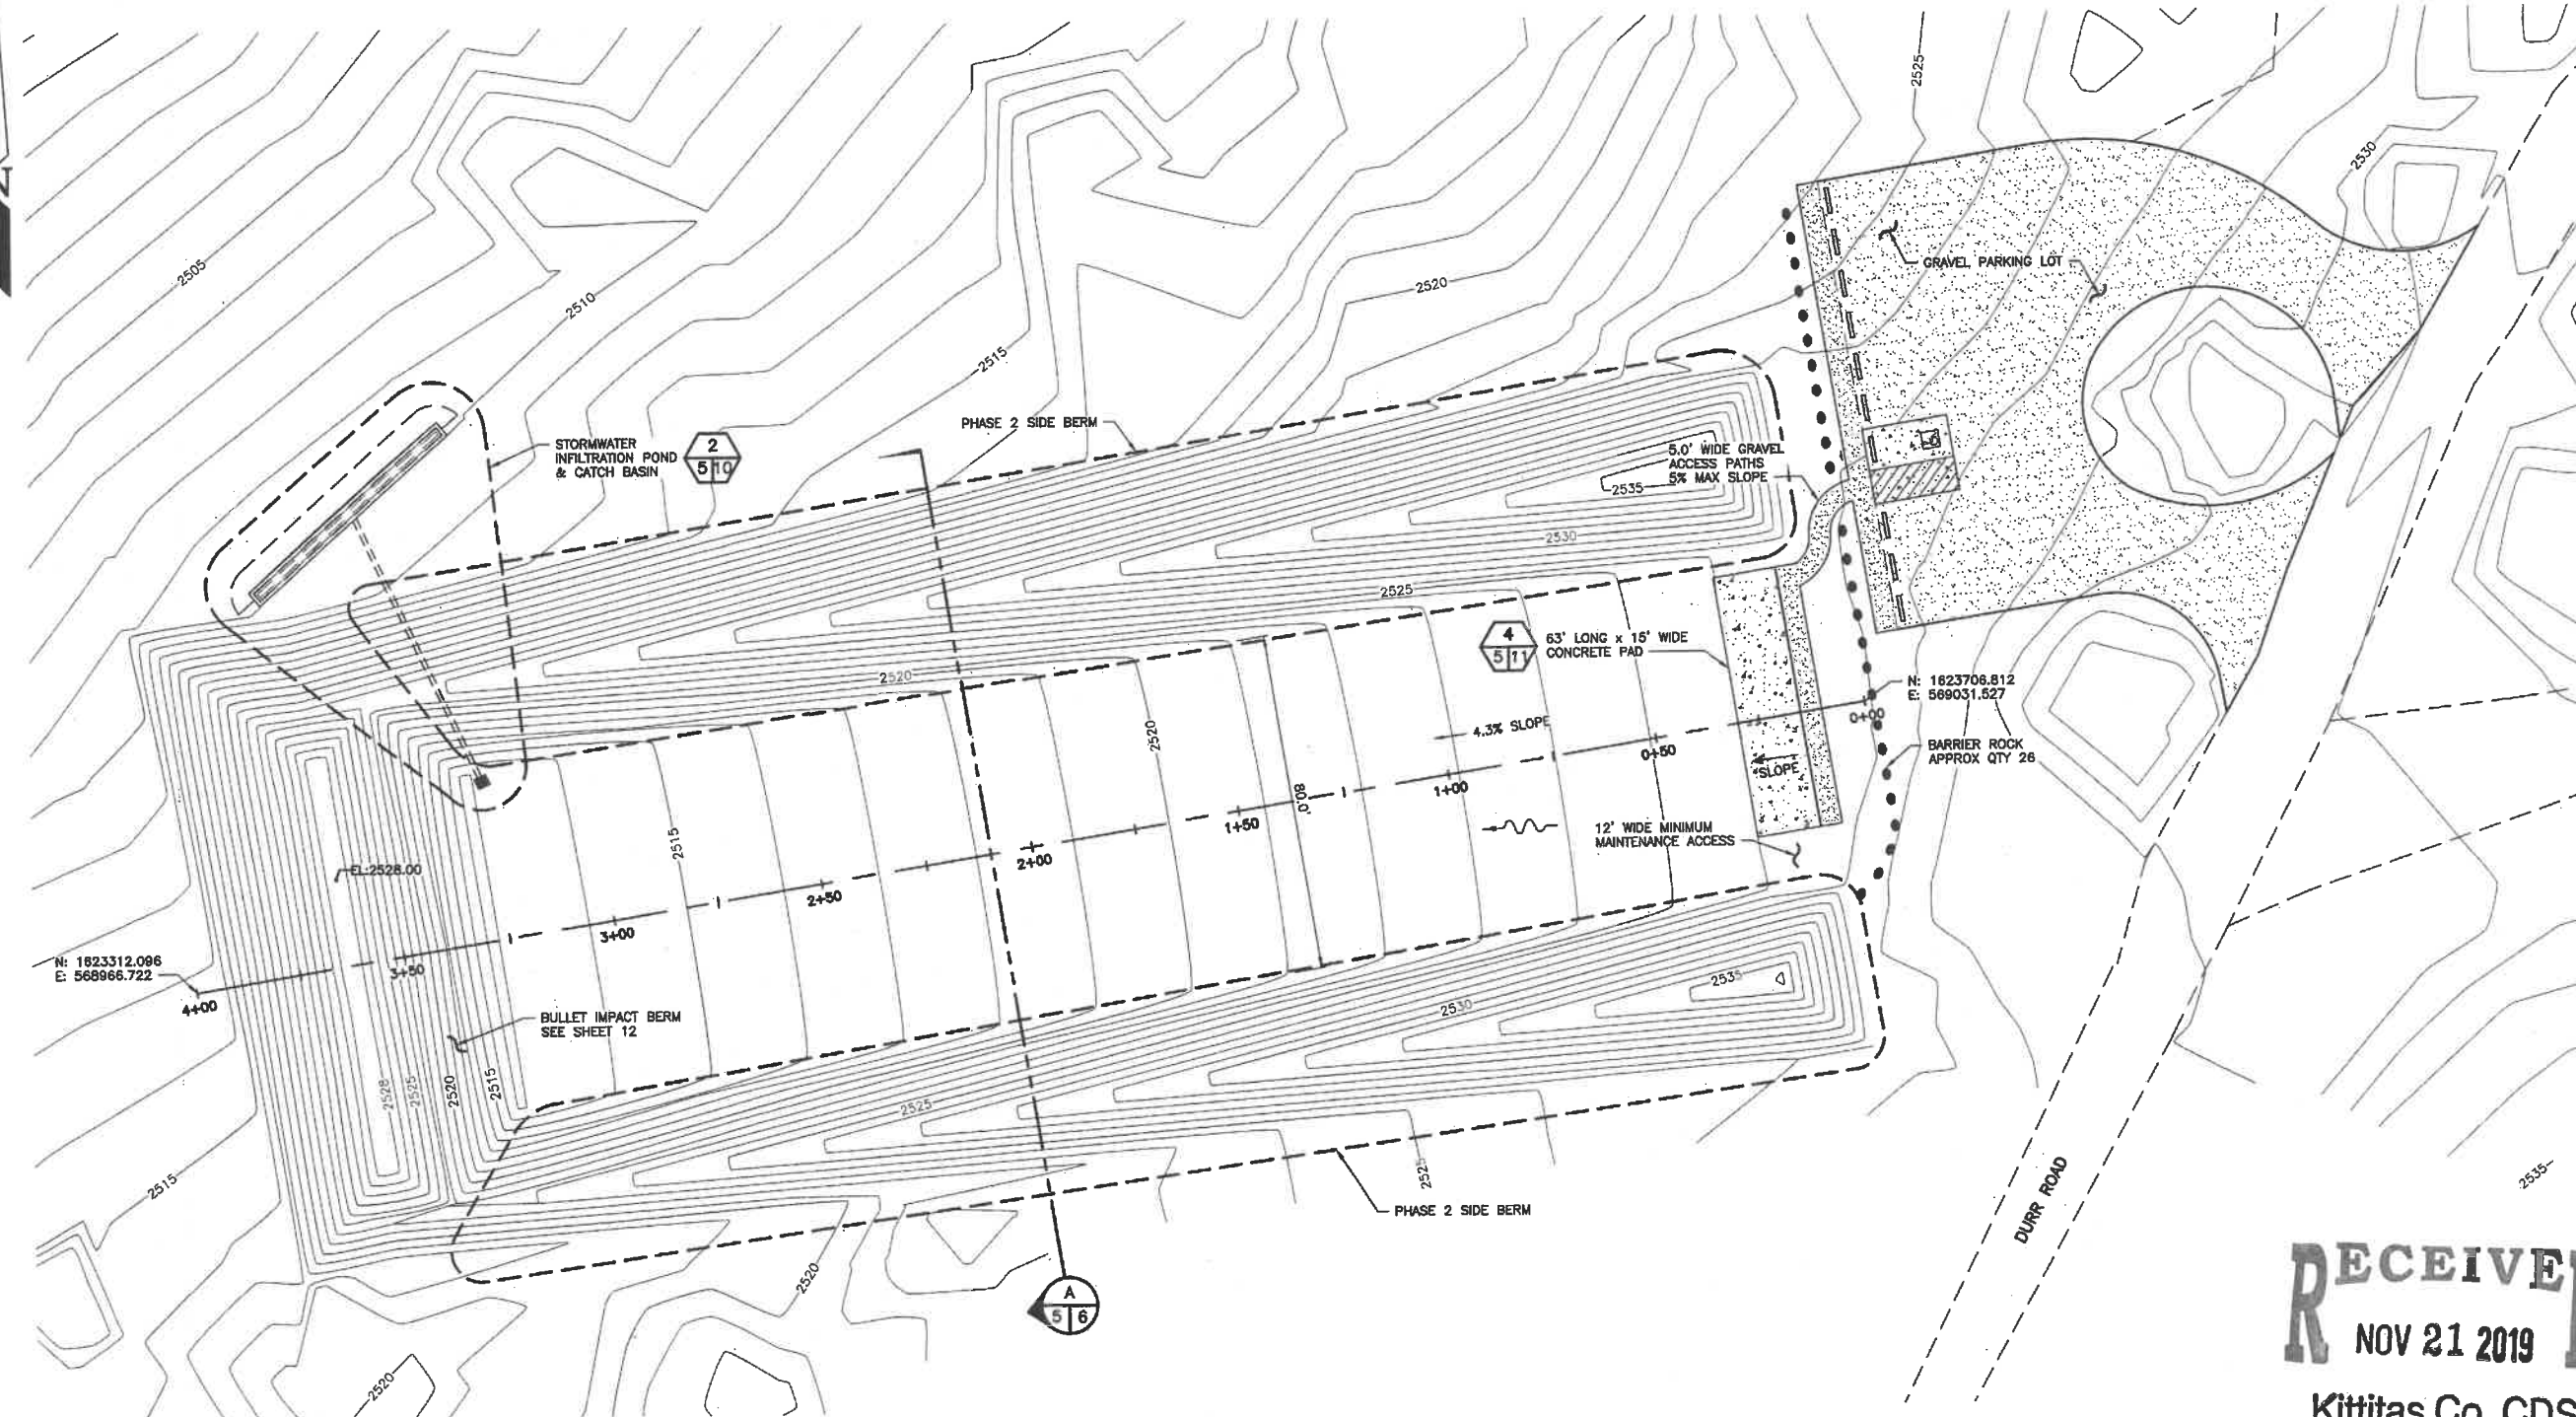 2525
2530
2505
2510
2520
2515
GRAVEL PARKING LOT
STORMWATER
INFILTRATION POND
& CATCH BASIN
2
5 10
PHASE 2 SIDE BERM
5.0' WIDE GRAVEL
ACCESS PATHS
5% MAX SLOPE
2535
2530
2525
2520
4
5 11
63' LONG x 15' WIDE
CONCRETE PAD
N: 1623706.812
E: 569031.527
0+00
BARRIER ROCK
APPROX QTY 26
4.3% SLOPE
2520
0+50
SLOPE
1+00
80.0'
1+50
12' WIDE MINIMUM
MAINTENANCE ACCESS
2515
2+00
2+50
EL:2528.00
3+00
3+50
N: 1623312.096
E: 568966.722
4+00
BULLET IMPACT BERM
SEE SHEET 12
2535
2530
2528
2525
2520
2515
2525
2525
2515
PHASE 2 SIDE BERM
DURR ROAD
2535
2520
A
5 6
2520
RECEIVE
NOV 21 2019
Kittitas Co. CDS